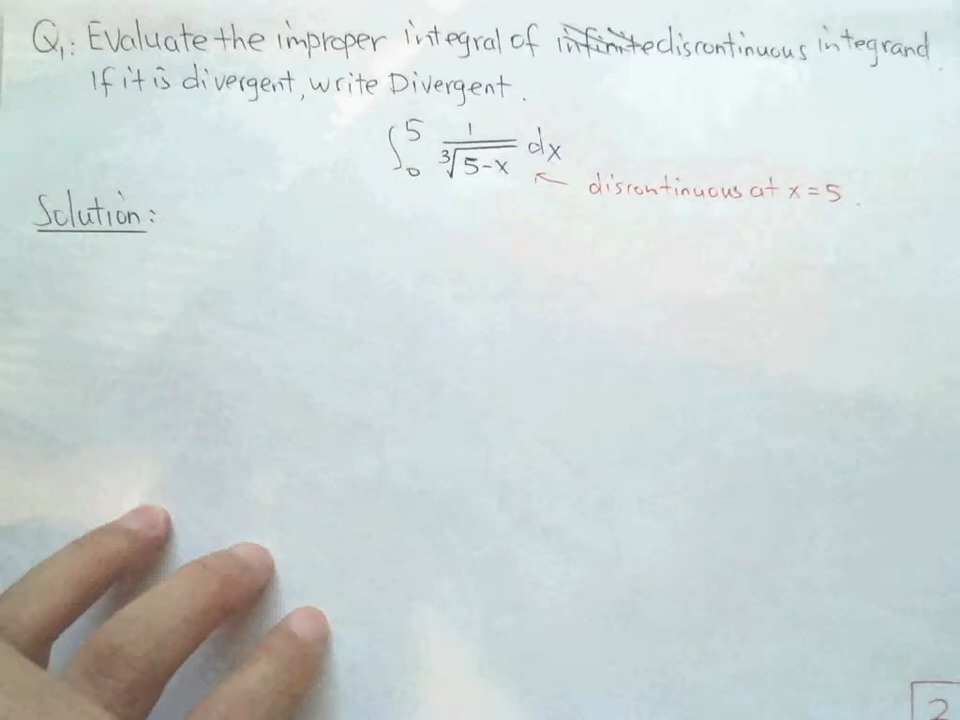 Q1: Evaluate the improper integral of infinite discontinuous integrand.
If it is divergent, write Divergent.
∫₀⁵ 1/∛(5-x) dx
← discontinuous at x = 5.
Solution:
2